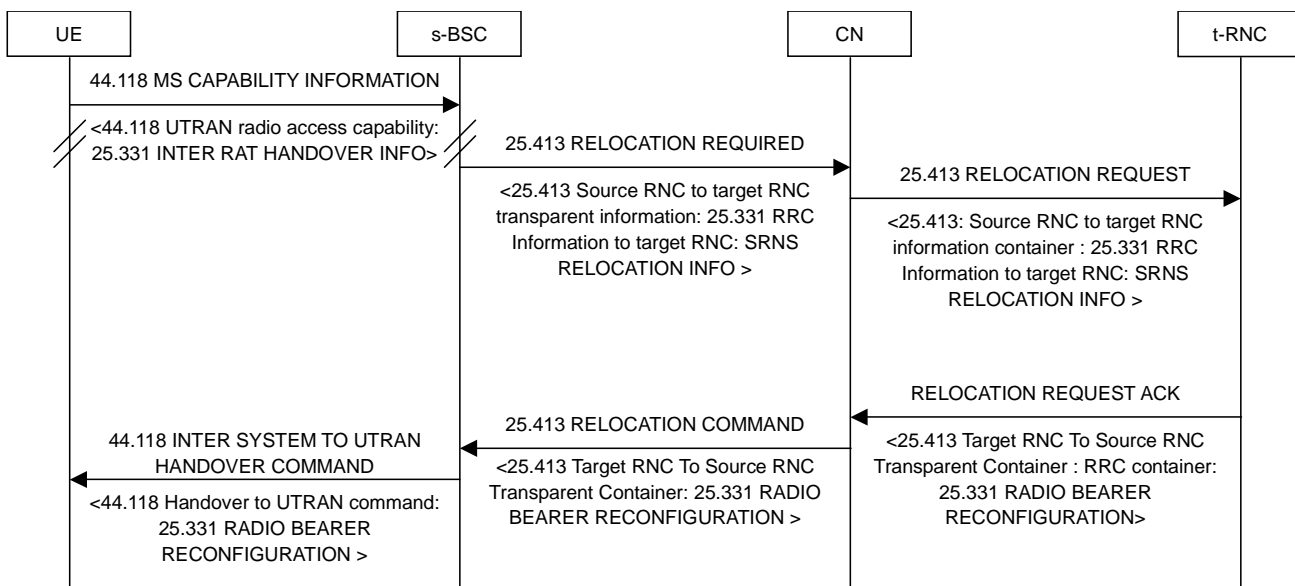 UE
s-BSC
CN
t-RNC
44.118 MS CAPABILITY INFORMATION
<44.118 UTRAN radio access capability:
25.331 INTER RAT HANDOVER INFO>
25.413 RELOCATION REQUIRED
<25.413 Source RNC to target RNC
transparent information: 25.331 RRC
Information to target RNC: SRNS
RELOCATION INFO >
25.413 RELOCATION REQUEST
<25.413: Source RNC to target RNC
information container : 25.331 RRC
Information to target RNC: SRNS
RELOCATION INFO >
RELOCATION REQUEST ACK
<25.413 Target RNC To Source RNC
Transparent Container : RRC container:
25.331 RADIO BEARER
RECONFIGURATION>
25.413 RELOCATION COMMAND
<25.413 Target RNC To Source RNC
Transparent Container: 25.331 RADIO
BEARER RECONFIGURATION >
44.118 INTER SYSTEM TO UTRAN
HANDOVER COMMAND
<44.118 Handover to UTRAN command:
25.331 RADIO BEARER
RECONFIGURATION >